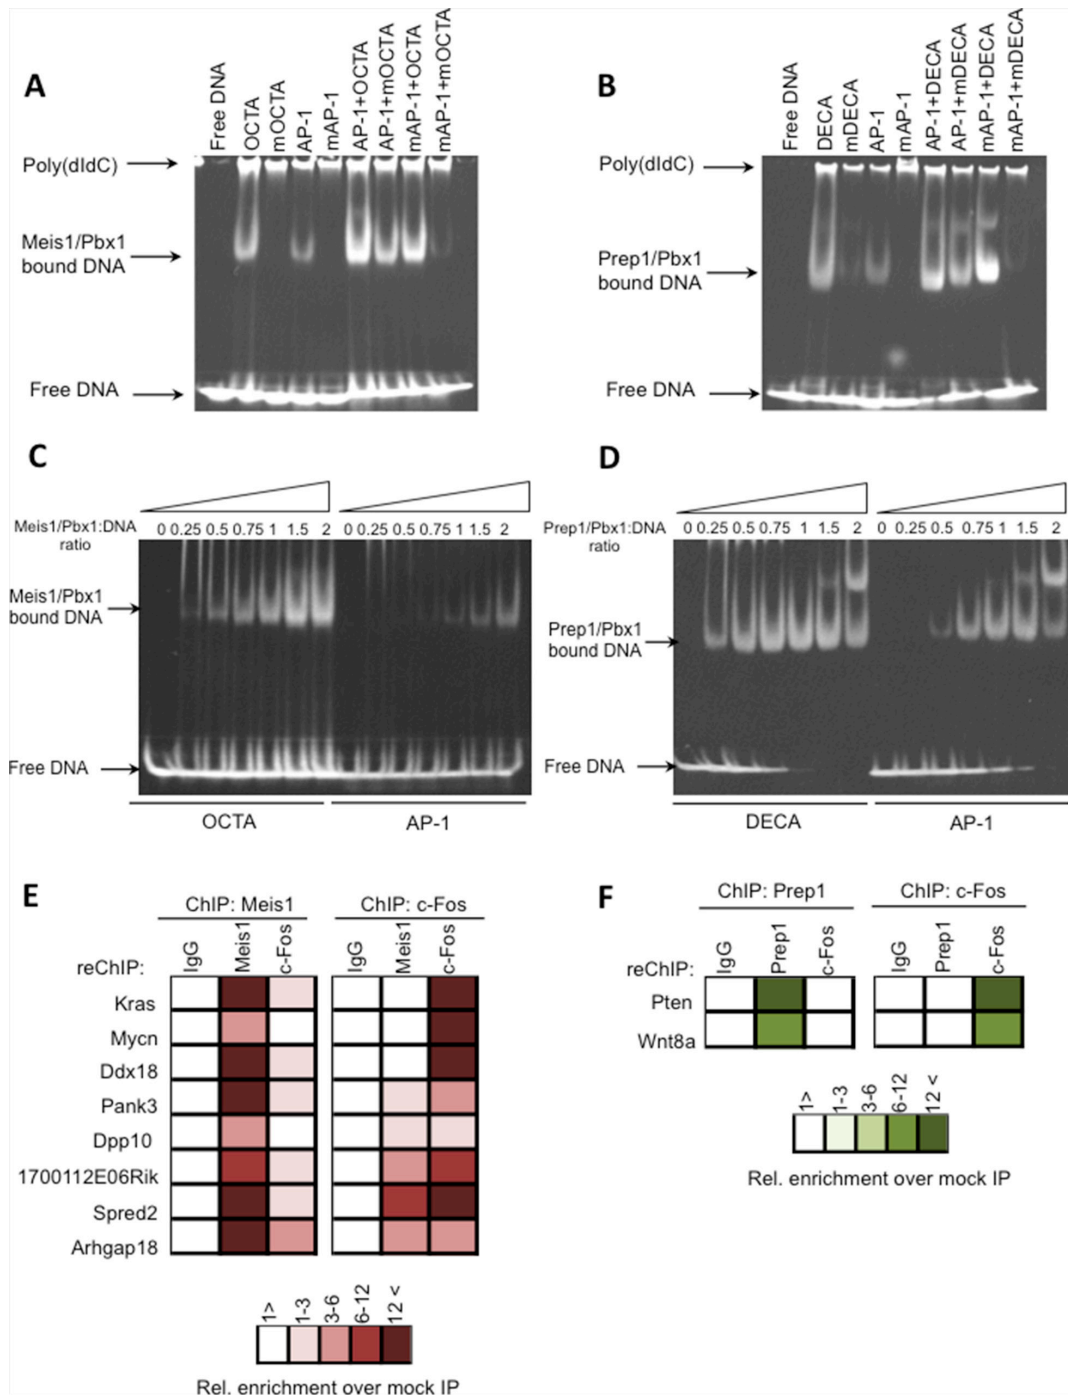 A
Free DNA
OCTA
mOCTA
AP-1
mAP-1
AP-1+OCTA
AP-1+mOCTA
mAP-1+OCTA
mAP-1+mOCTA
Poly(dIdC)
Meis1/Pbx1
bound DNA
Free DNA
B
Free DNA
DECA
mDECA
AP-1
mAP-1
AP-1+DECA
AP-1+mDECA
mAP-1+DECA
mAP-1+mDECA
Poly(dIdC)
Prep1/Pbx1
bound DNA
Free DNA
C
Meis1/Pbx1:DNA
ratio
0 0.25 0.5 0.75 1 1.5 2 0 0.25 0.5 0.75 1 1.5 2
Meis1/Pbx1
bound DNA
Free DNA
OCTA AP-1
D
Prep1/Pbx1:DNA
ratio
0 0.25 0.5 0.75 1 1.5 2 0 0.25 0.5 0.75 1 1.5 2
Prep1/Pbx1
bound DNA
Free DNA
DECA AP-1
E
ChIP: Meis1 ChIP: c-Fos
reChIP:
IgG
Meis1
c-Fos
IgG
Meis1
c-Fos
Kras
Mycn
Ddx18
Pank3
Dpp10
1700112E06Rik
Spred2
Arhgap18
1>
1-3
3-6
6-12
12 <
Rel. enrichment over mock IP
F
ChIP: Prep1 ChIP: c-Fos
reChIP:
IgG
Prep1
c-Fos
IgG
Prep1
c-Fos
Pten
Wnt8a
1>
1-3
3-6
6-12
12 <
Rel. enrichment over mock IP